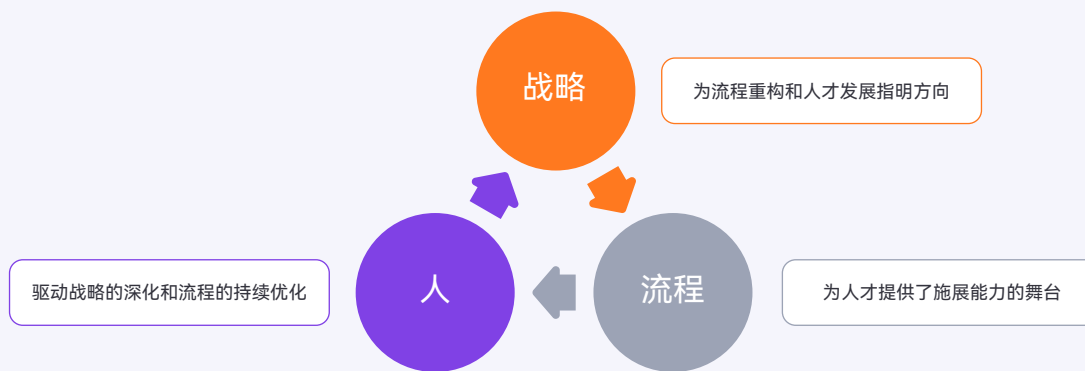 战略
为流程重构和人才发展指明方向
驱动战略的深化和流程的持续优化
人
流程
为人才提供了施展能力的舞台